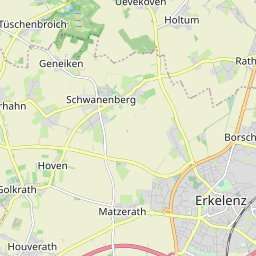 Uevekoven
Tüschenbroich
Holtum
Geneiken
Rath
Schwanenberg
rhahn
Borsch
Hoven
Golkrath
Erkelenz
Matzerath
Houverath